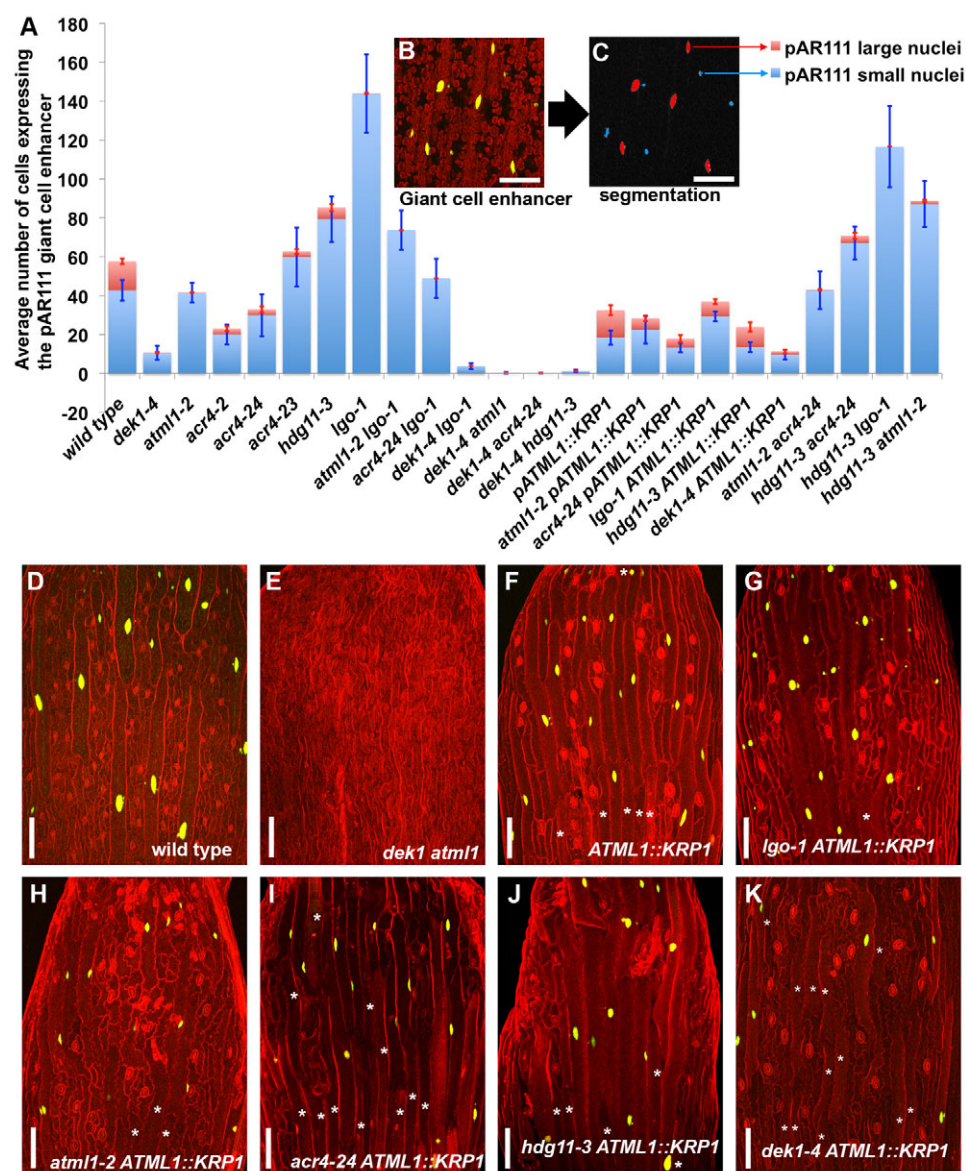 A
180
160
140
120
100
80
60
40
20
0
-20
Average number of cells expressing
the pAR111 giant cell enhancer
B
Giant cell enhancer
C
segmentation
pAR111 large nuclei
pAR111 small nuclei
wild type
dek1-4
atml1-2
acr4-2
acr4-24
acr4-23
hdg11-3
lgo-1
atml1-2 lgo-1
acr4-24 lgo-1
dek1-4 lgo-1
dek1-4 atml1
dek1-4 acr4-24
dek1-4 hdg11-3
pATML1::KRP1
atml1-2 pATML1::KRP1
acr4-24 pATML1::KRP1
lgo-1 ATML1::KRP1
hdg11-3 ATML1::KRP1
dek1-4 ATML1::KRP1
atml1-2 acr4-24
hdg11-3 acr4-24
hdg11-3 lgo-1
hdg11-3 atml1-2
D
wild type
E
dek1 atml1
F
ATML1::KRP1
G
lgo-1 ATML1::KRP1
H
atml1-2 ATML1::KRP1
I
acr4-24 ATML1::KRP1
J
hdg11-3 ATML1::KRP1
K
dek1-4 ATML1::KRP1